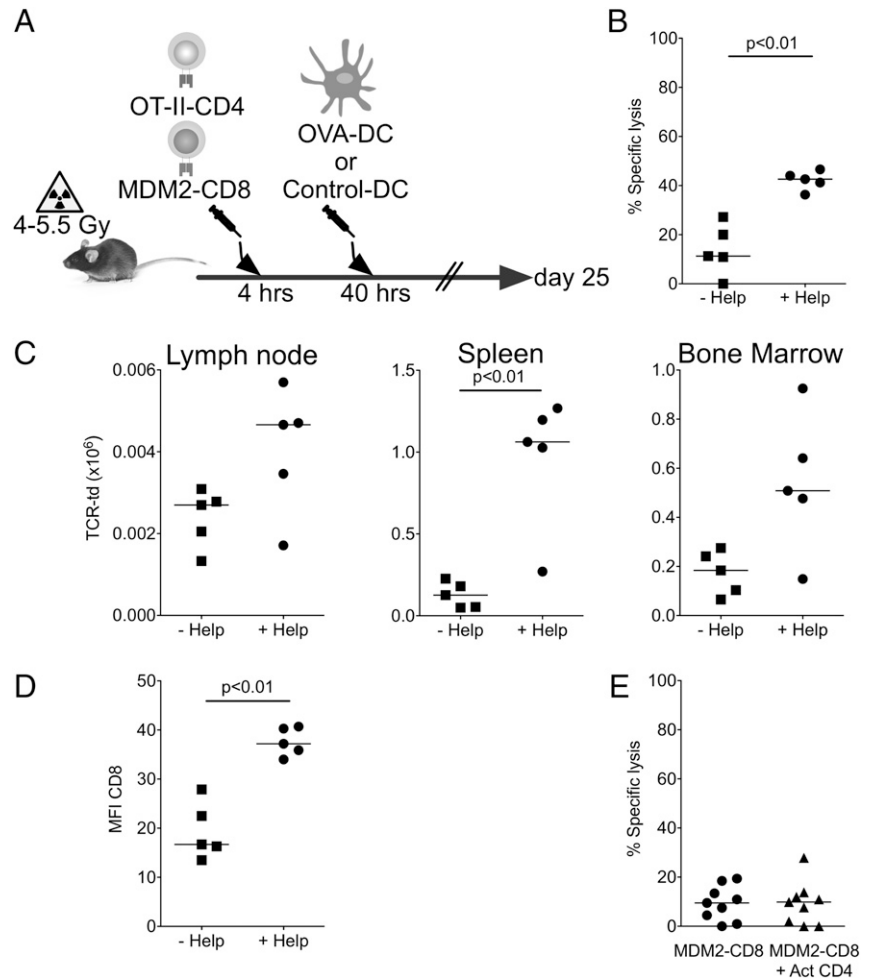 A
OT-II-CD4
MDM2-CD8
4-5.5 Gy
OVA-DC
or
Control-DC
4 hrs
40 hrs
day 25
B
% Specific lysis
100
80
60
40
20
0
p<0.01
- Help
+ Help
C
Lymph node
TCR-td (x10⁶)
0.006
0.004
0.002
0.000
- Help
+ Help
Spleen
p<0.01
1.5
1.0
0.5
0.0
- Help
+ Help
Bone Marrow
1.0
0.8
0.6
0.4
0.2
0.0
- Help
+ Help
D
MFI CD8
50
40
30
20
10
0
p<0.01
- Help
+ Help
E
% Specific lysis
100
80
60
40
20
0
MDM2-CD8
MDM2-CD8
+ Act CD4